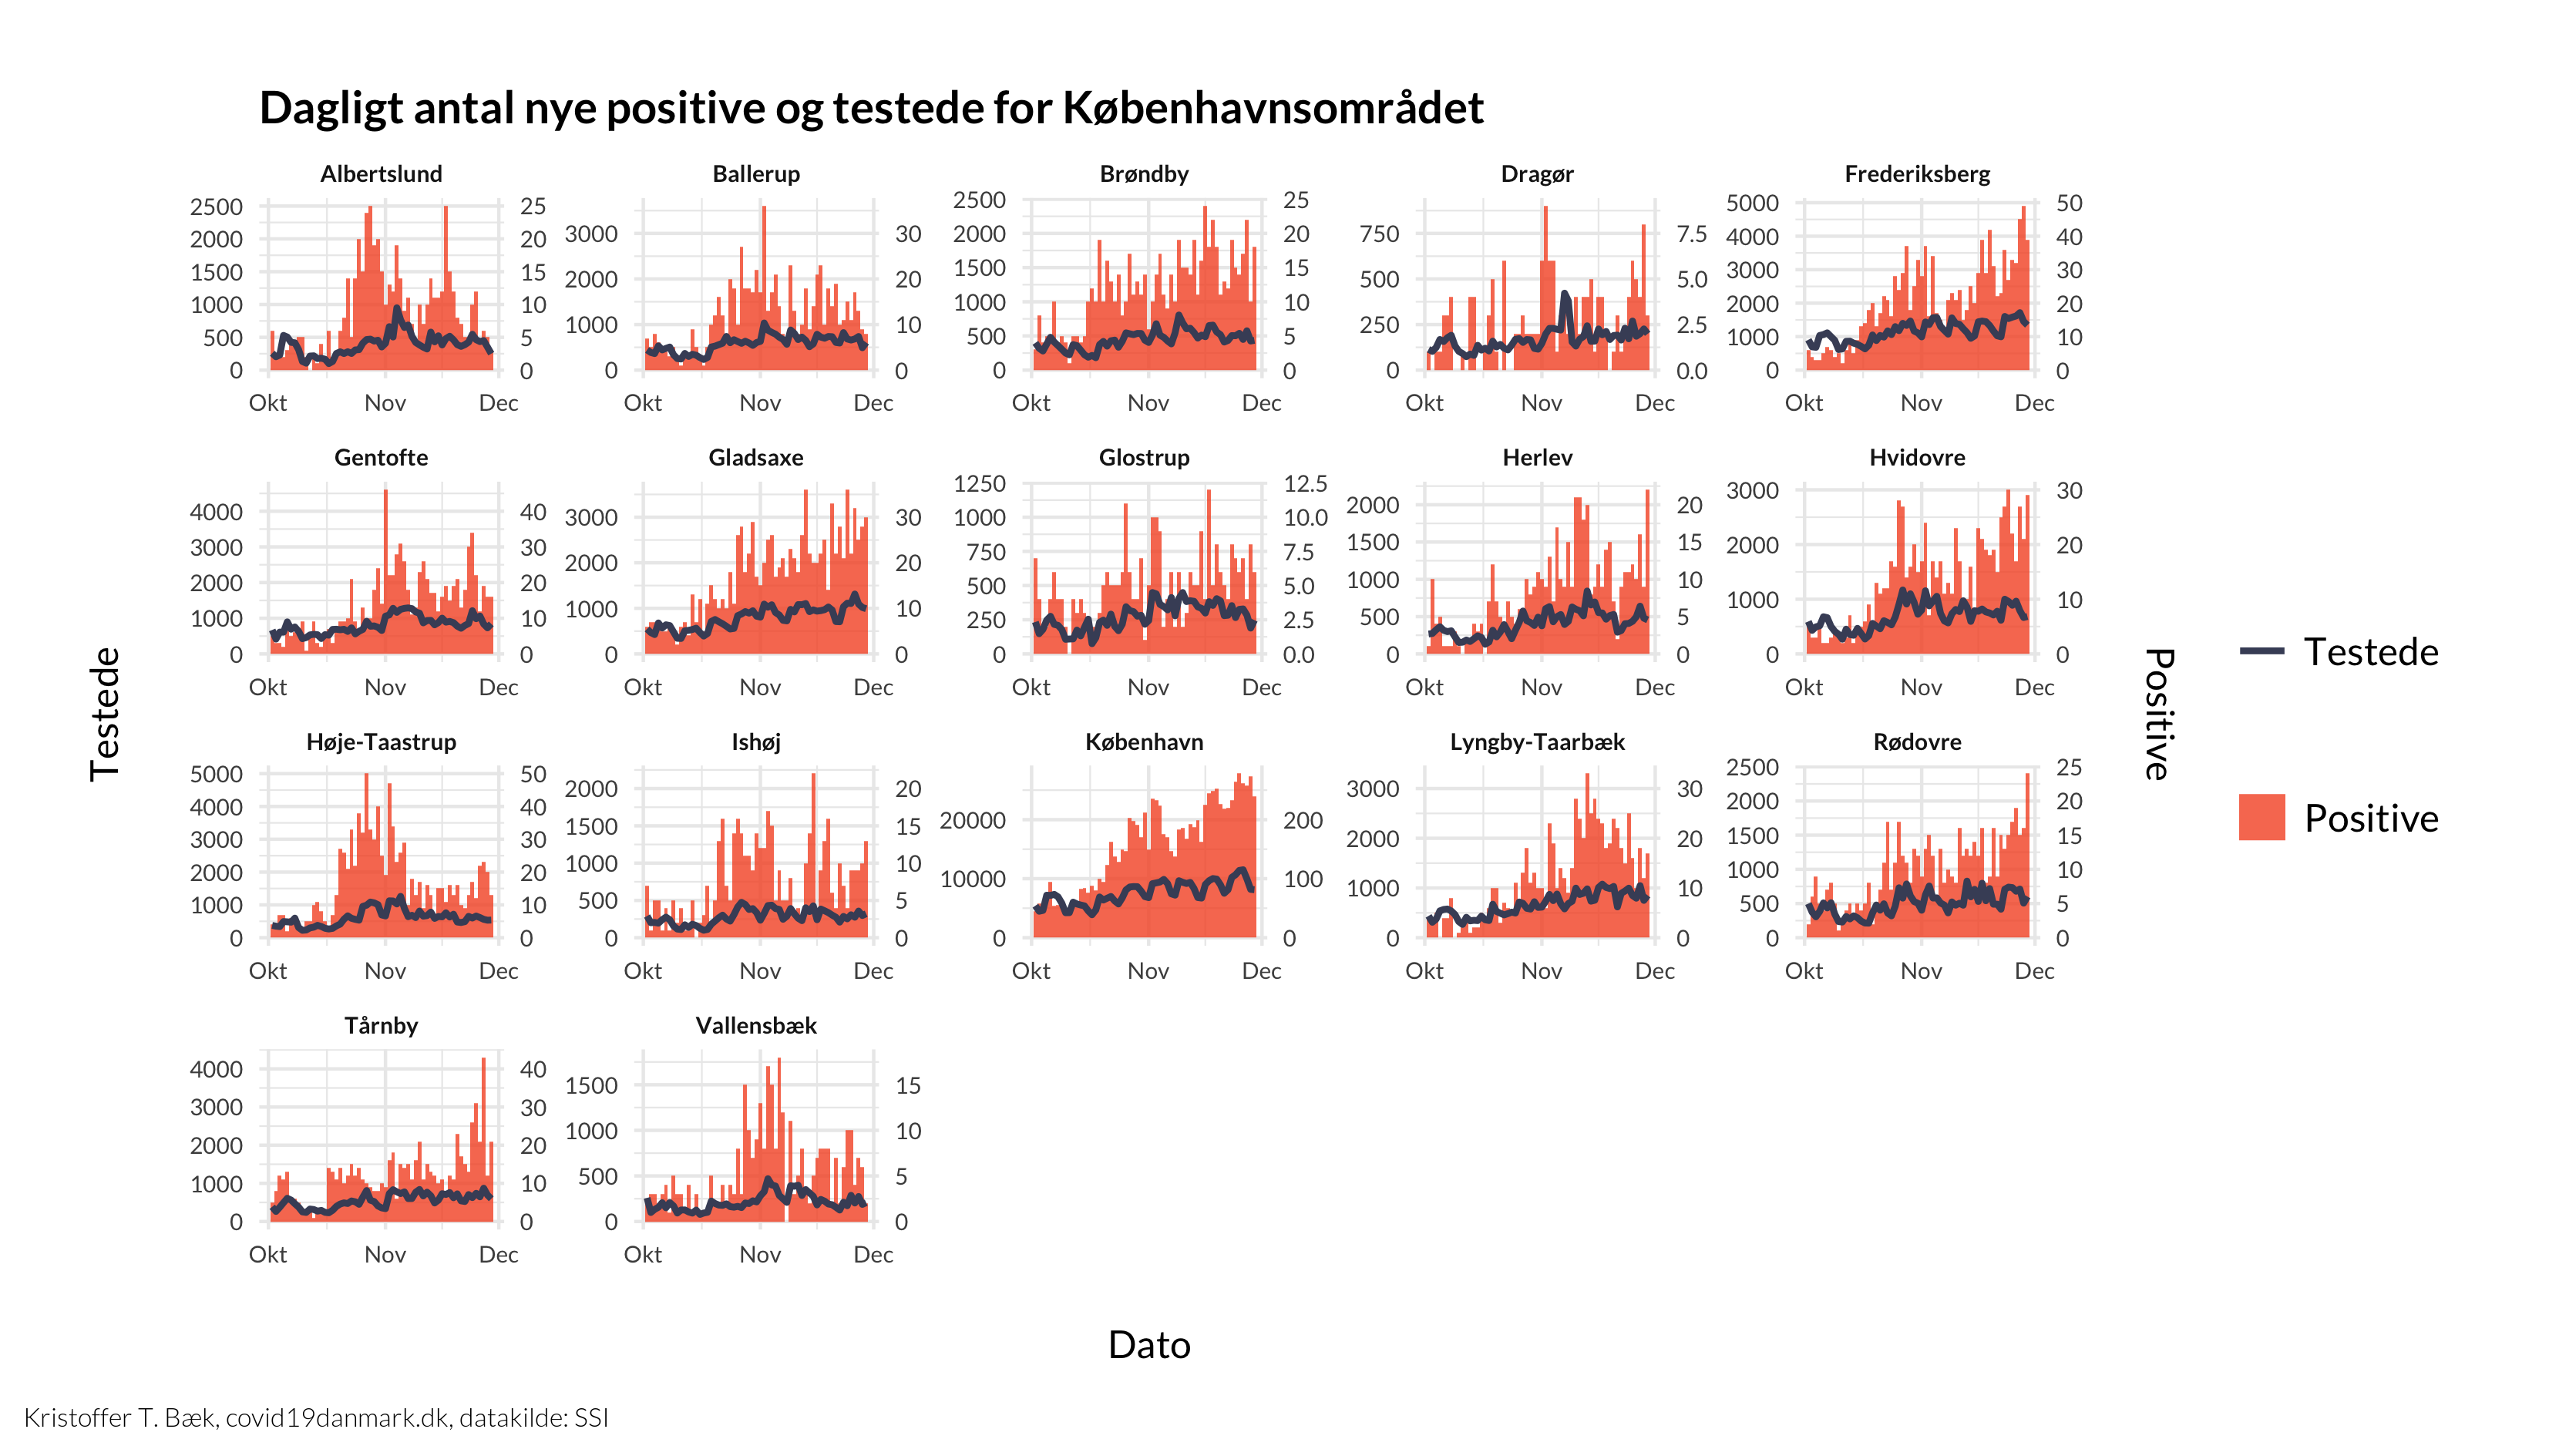 Dagligt antal nye positive og testede for Københavnsområdet
Albertslund
Ballerup
Brøndby
Dragør
Frederiksberg
2500 2000 1500 1000 500 0
25 20 15 10 5 0
3000 2000 1000 0
30 20 10 0
2500 2000 1500 1000 500 0
25 20 15 10 5 0
750 500 250 0
7.5 5.0 2.5 0.0
5000 4000 3000 2000 1000 0
50 40 30 20 10 0
Okt Nov Dec
Okt Nov Dec
Okt Nov Dec
Okt Nov Dec
Okt Nov Dec
Gentofte
Gladsaxe
Glostrup
Herlev
Hvidovre
4000 3000 2000 1000 0
40 30 20 10 0
3000 2000 1000 0
30 20 10 0
1250 1000 750 500 250 0
12.5 10.0 7.5 5.0 2.5 0.0
2000 1500 1000 500 0
20 15 10 5 0
3000 2000 1000 0
30 20 10 0
Okt Nov Dec
Okt Nov Dec
Okt Nov Dec
Okt Nov Dec
Okt Nov Dec
Høje-Taastrup
Ishøj
København
Lyngby-Taarbæk
Rødovre
5000 4000 3000 2000 1000 0
50 40 30 20 10 0
2000 1500 1000 500 0
20 15 10 5 0
20000 10000 0
200 100 0
3000 2000 1000 0
30 20 10 0
2500 2000 1500 1000 500 0
25 20 15 10 5 0
Okt Nov Dec
Okt Nov Dec
Okt Nov Dec
Okt Nov Dec
Okt Nov Dec
Tårnby
Vallensbæk
4000 3000 2000 1000 0
40 30 20 10 0
1500 1000 500 0
15 10 5 0
Okt Nov Dec
Okt Nov Dec
Testede
Positive
Testede
Positive
Dato
Kristoffer T. Bæk, covid19danmark.dk, datakilde: SSI